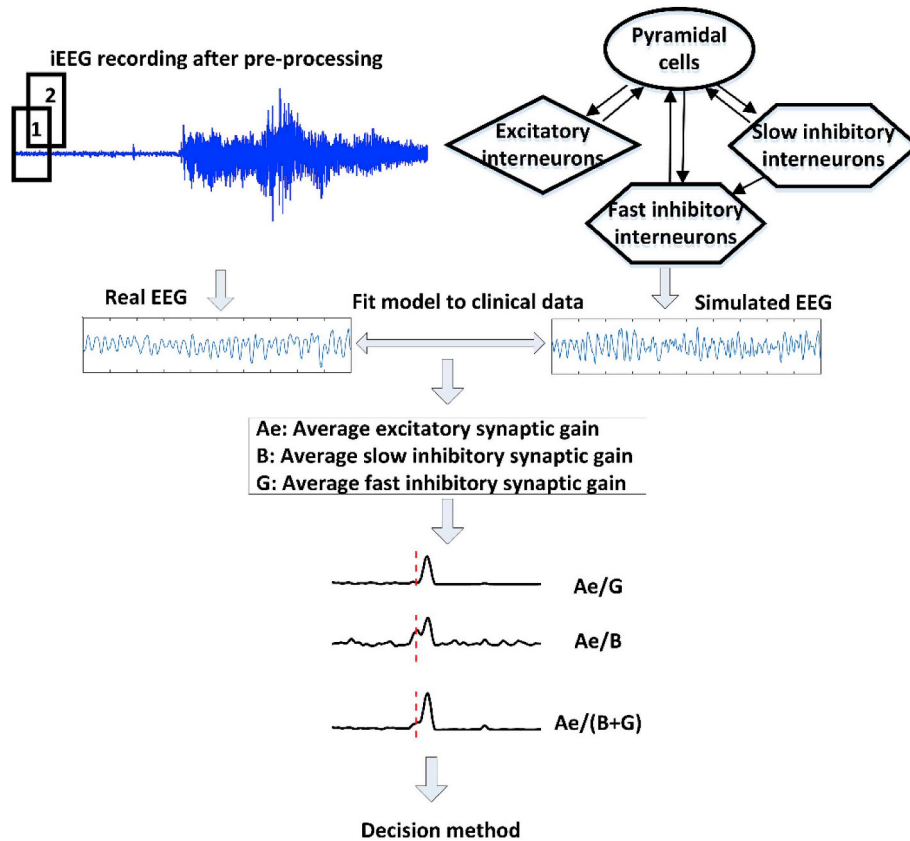 iEEG recording after pre-processing
2
1
Pyramidal
cells
Excitatory
interneurons
Slow inhibitory
interneurons
Fast inhibitory
interneurons
Real EEG
Fit model to clinical data
Simulated EEG
Ae: Average excitatory synaptic gain
B: Average slow inhibitory synaptic gain
G: Average fast inhibitory synaptic gain
Ae/G
Ae/B
Ae/(B+G)
Decision method